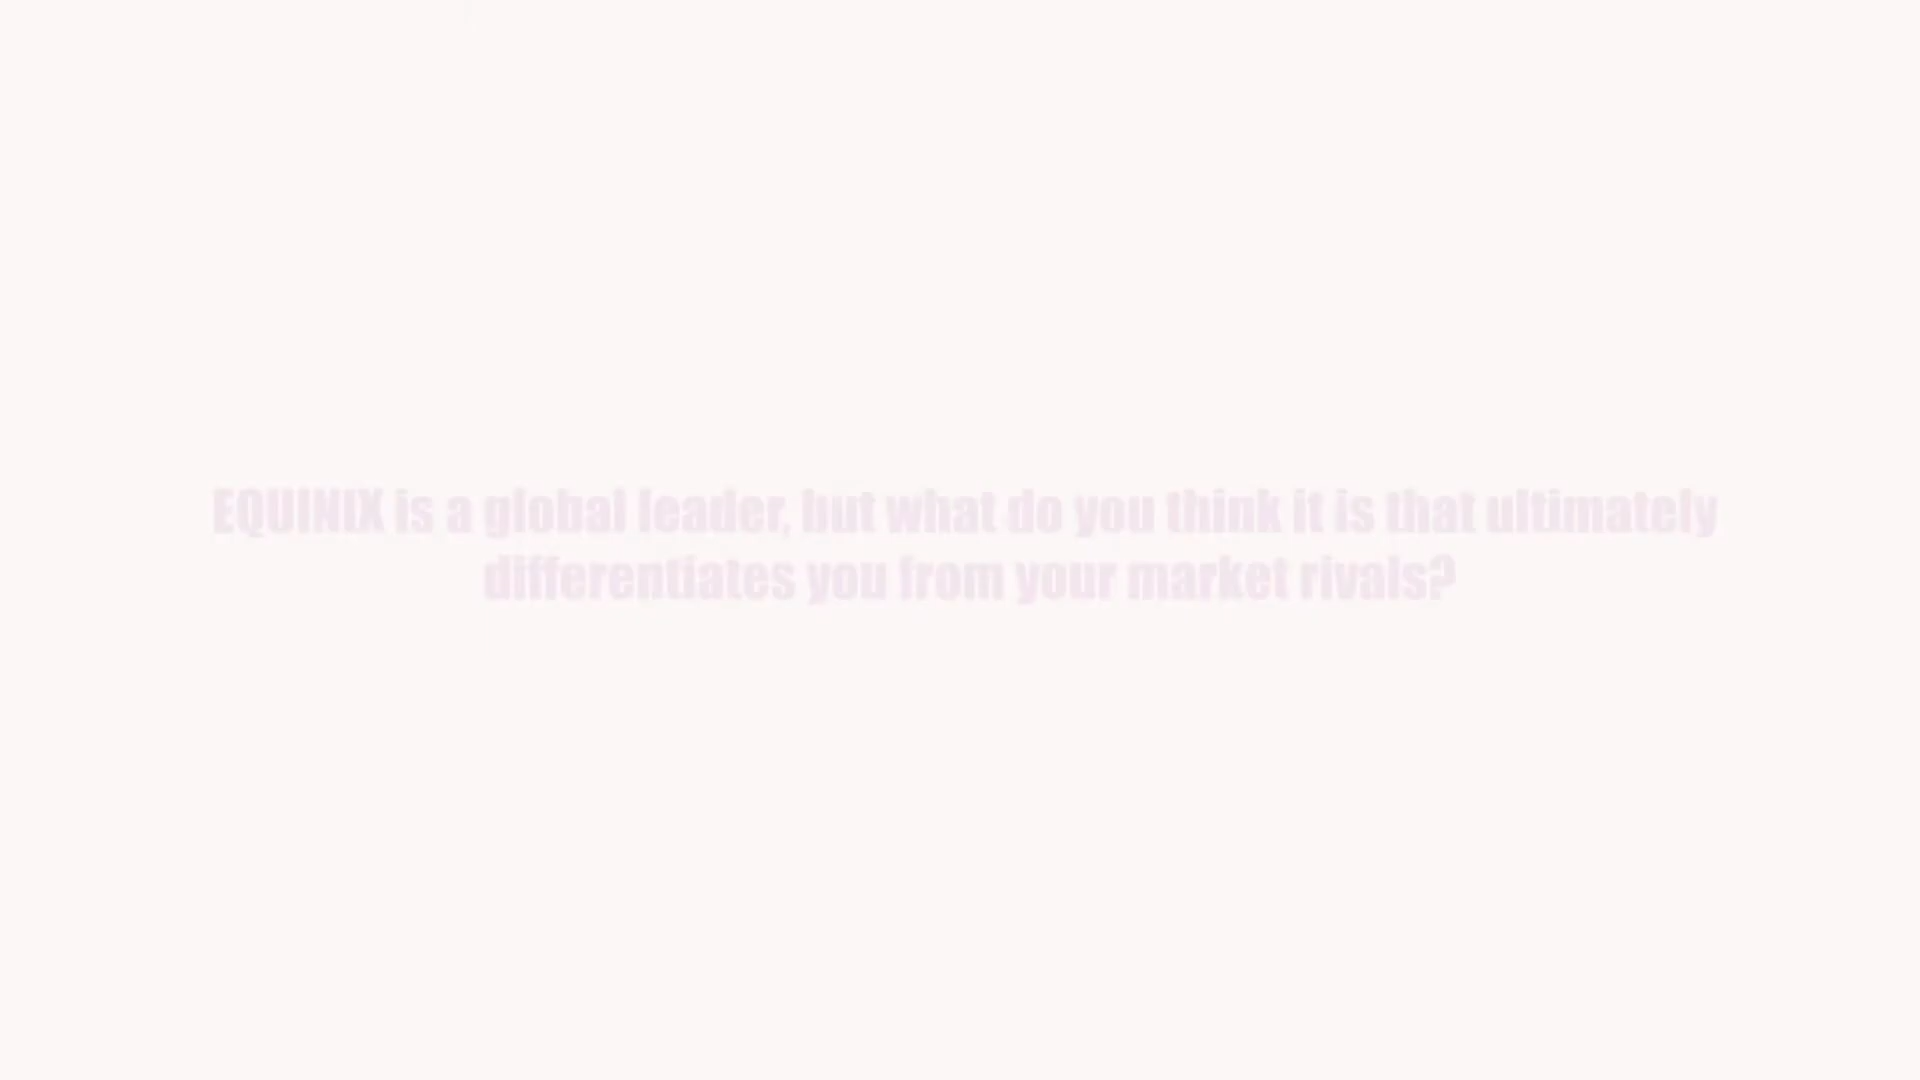 EQUINIX is a global leader, but what do you think it is that ultimately
differentiates you from your market rivals?